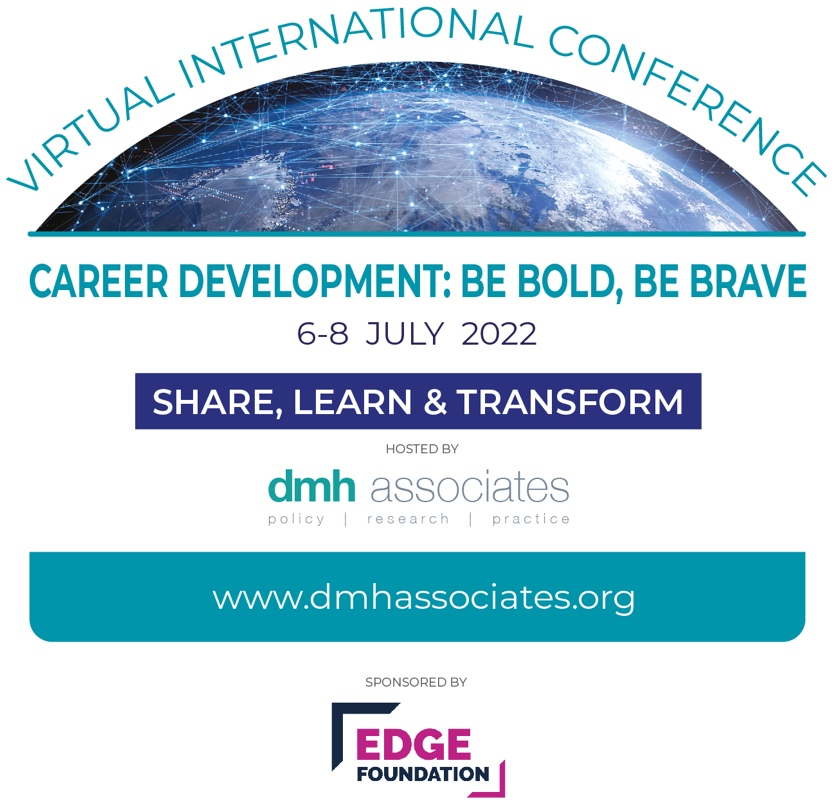 VIRTUAL INTERNATIONAL CONFERENCE
CAREER DEVELOPMENT: BE BOLD, BE BRAVE
6-8 JULY 2022
SHARE, LEARN & TRANSFORM
HOSTED BY
dmh associates
policy | research | practice
www.dmhassociates.org
SPONSORED BY
EDGE
FOUNDATION